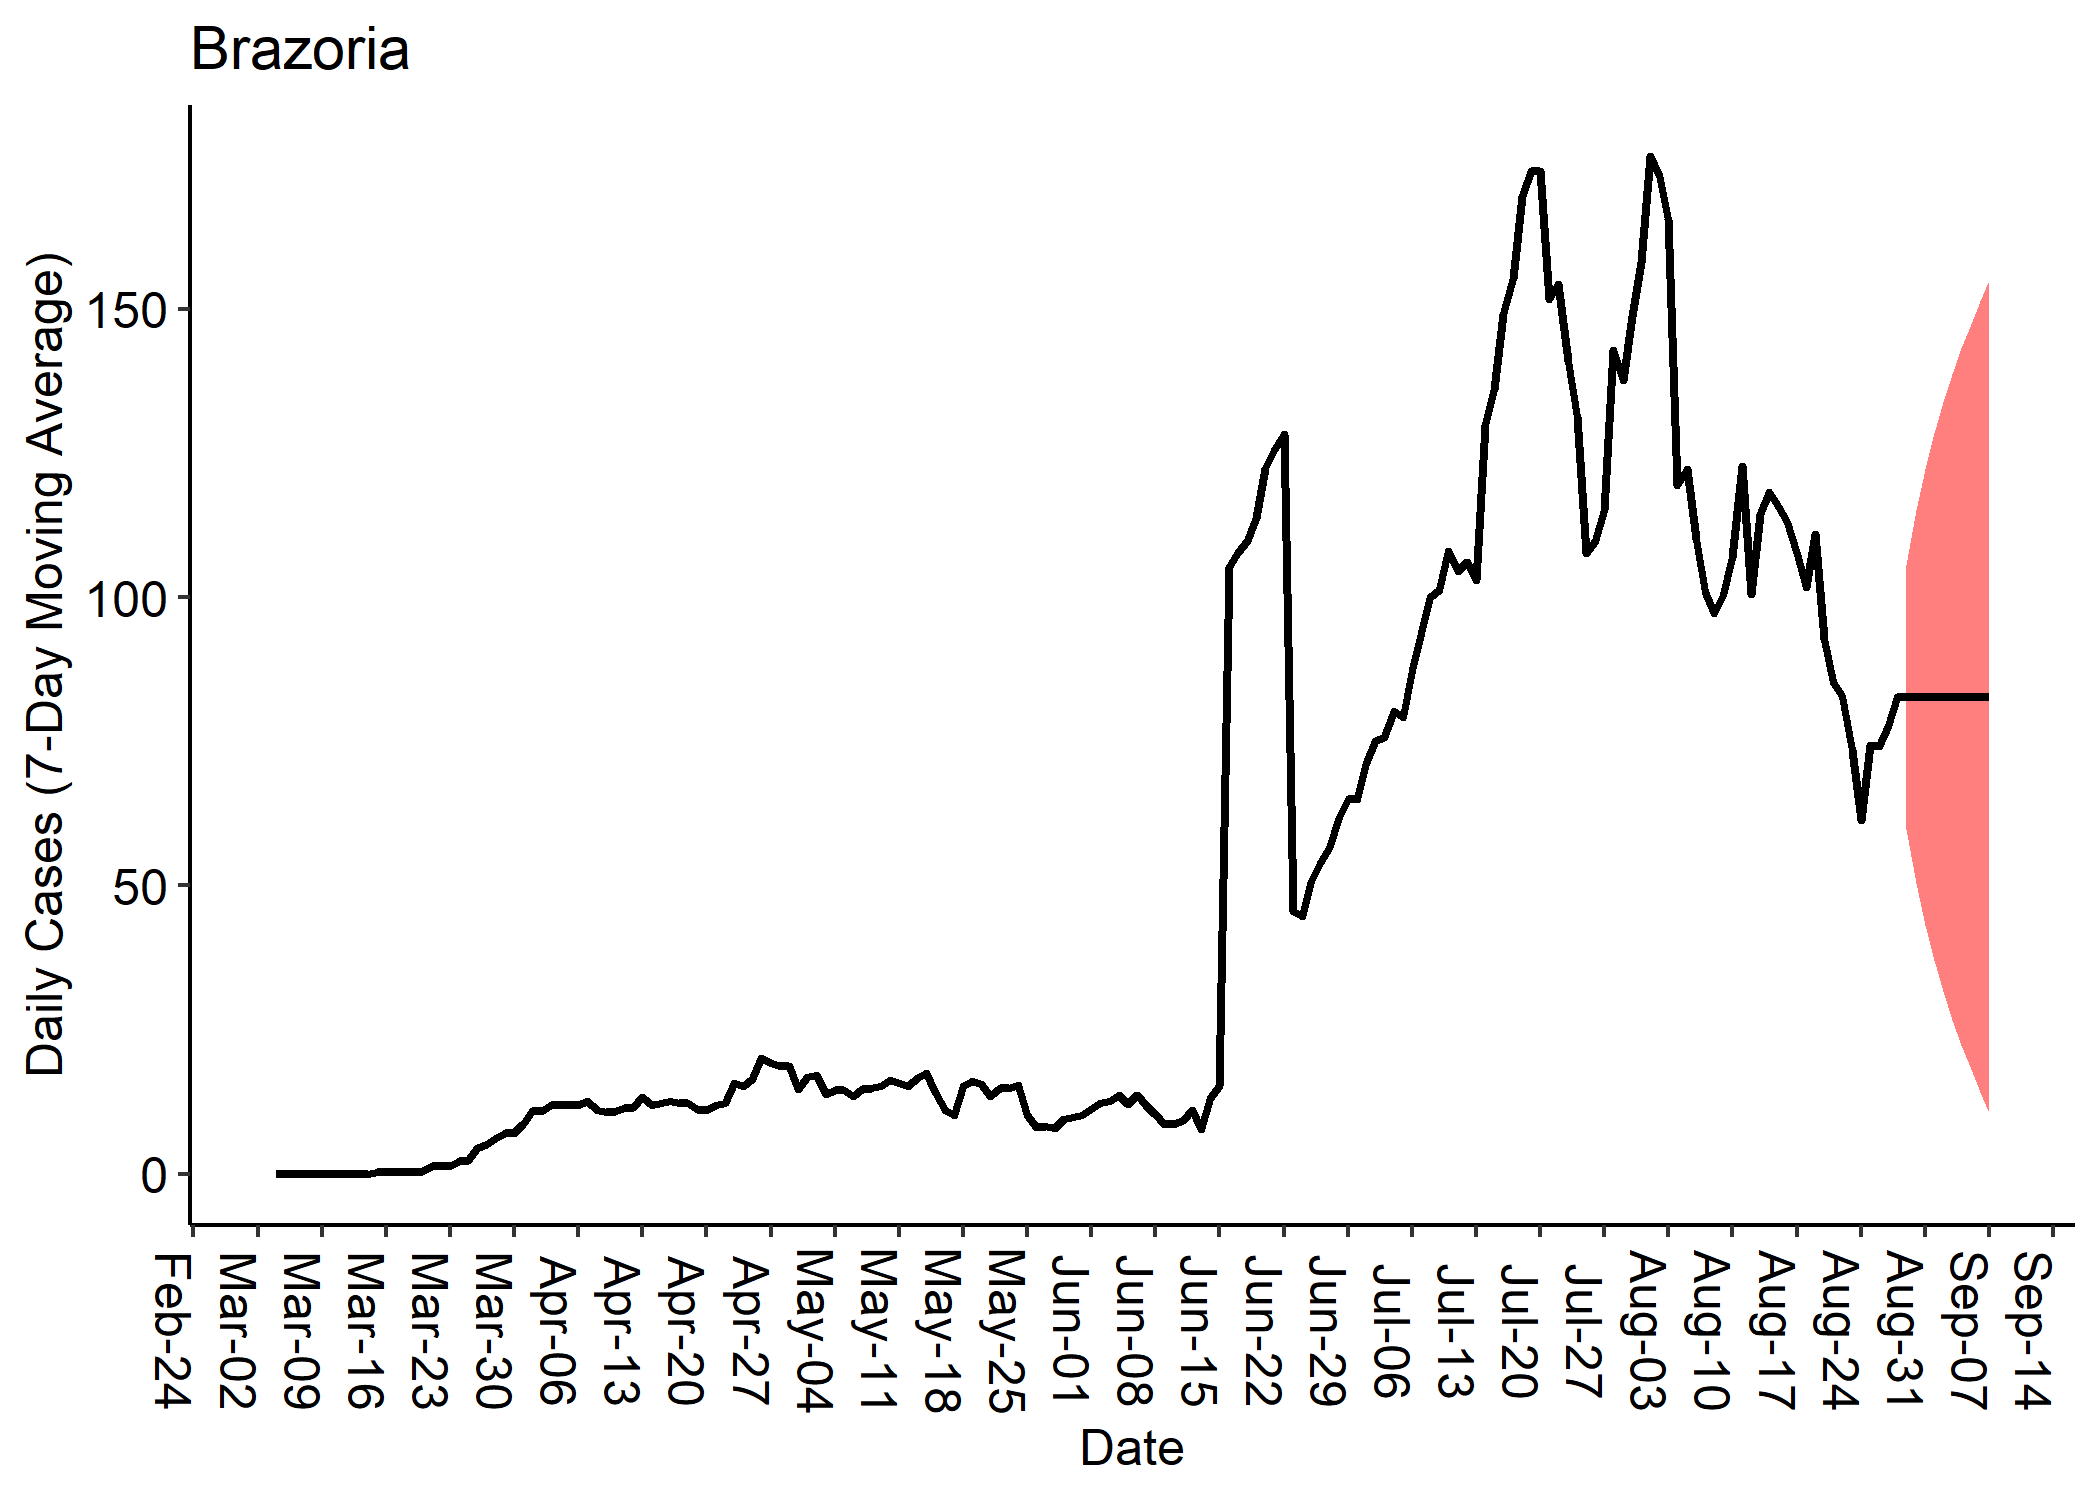 Brazoria
Daily Cases (7-Day Moving Average)
150
100
50
0
Feb-24
Mar-02
Mar-09
Mar-16
Mar-23
Mar-30
Apr-06
Apr-13
Apr-20
Apr-27
May-04
May-11
May-18
May-25
Jun-01
Jun-08
Jun-15
Jun-22
Jun-29
Jul-06
Jul-13
Jul-20
Jul-27
Aug-03
Aug-10
Aug-17
Aug-24
Aug-31
Sep-07
Sep-14
Date